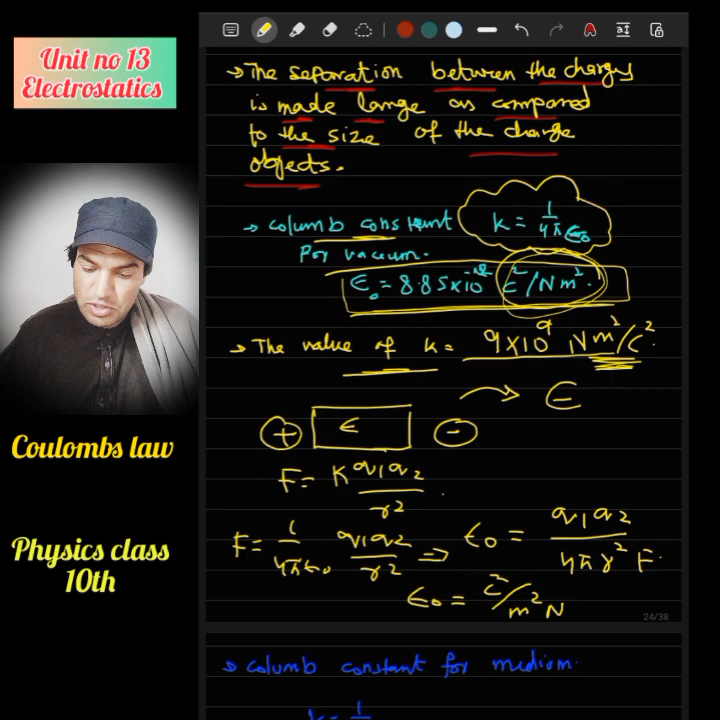 Unit no 13
Electrostatics
→ The separation between the charges
is made large as compared
to the size of the charge
objects.
→ columb constant k = 1/4πϵ₀
For vacuum.
ϵ₀ = 8.85×10⁻¹² C²/Nm².
→ The value of k = 9×10⁹ Nm²/C².
→ ϵ
+ ϵ -
F = K q₁q₂/r².
F = 1/4πϵ₀ q₁q₂/r² ⇒ ϵ₀ = q₁q₂/4πr²F.
ϵ₀ = C²/m²N
24/38
→ columb constant for medium.
k = 1
Coulombs law
Physics class
10th